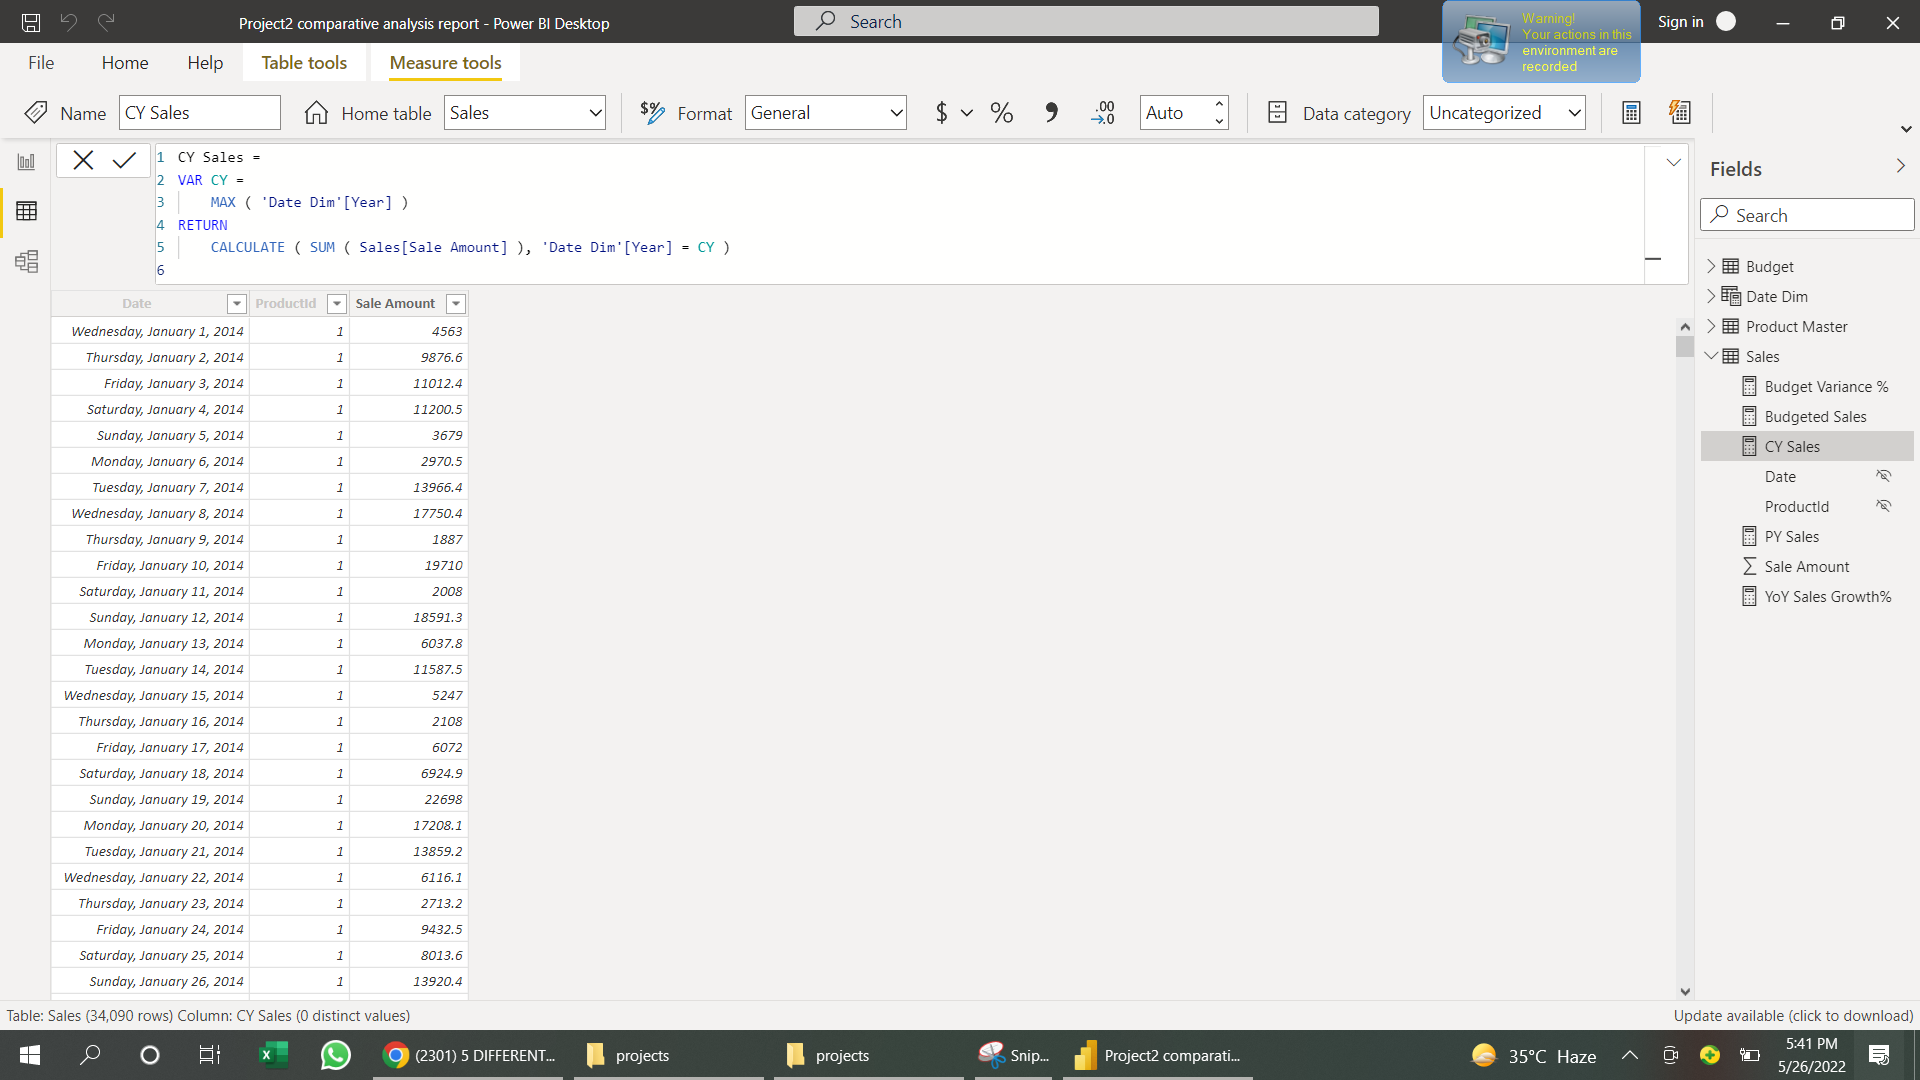 Project2 comparative analysis report - Power BI Desktop
Search
Warning!
Your actions in this
environment are
recorded
Sign in
File
Home
Help
Table tools
Measure tools
Name
CY Sales
Home table
Sales
Format
General
$
%
,
.00
→.0
Auto
Data category
Uncategorized
1 CY Sales =
2 VAR CY =
3 MAX ( 'Date Dim'[Year] )
4 RETURN
5 CALCULATE ( SUM ( Sales[Sale Amount] ), 'Date Dim'[Year] = CY )
6
Date ProductId Sale Amount
Wednesday, January 1, 2014 1 4563
Thursday, January 2, 2014 1 9876.6
Friday, January 3, 2014 1 11012.4
Saturday, January 4, 2014 1 11200.5
Sunday, January 5, 2014 1 3679
Monday, January 6, 2014 1 2970.5
Tuesday, January 7, 2014 1 13966.4
Wednesday, January 8, 2014 1 17750.4
Thursday, January 9, 2014 1 1887
Friday, January 10, 2014 1 19710
Saturday, January 11, 2014 1 2008
Sunday, January 12, 2014 1 18591.3
Monday, January 13, 2014 1 6037.8
Tuesday, January 14, 2014 1 11587.5
Wednesday, January 15, 2014 1 5247
Thursday, January 16, 2014 1 2108
Friday, January 17, 2014 1 6072
Saturday, January 18, 2014 1 6924.9
Sunday, January 19, 2014 1 22698
Monday, January 20, 2014 1 17208.1
Tuesday, January 21, 2014 1 13859.2
Wednesday, January 22, 2014 1 6116.1
Thursday, January 23, 2014 1 2713.2
Friday, January 24, 2014 1 9432.5
Saturday, January 25, 2014 1 8013.6
Sunday, January 26, 2014 1 13920.4
Fields
Search
Budget
Date Dim
Product Master
Sales
Budget Variance %
Budgeted Sales
CY Sales
Date
ProductId
PY Sales
Sale Amount
YoY Sales Growth%
Table: Sales (34,090 rows) Column: CY Sales (0 distinct values)
Update available (click to download)
(2301) 5 DIFFERENT...
projects
projects
Snip...
Project2 comparati...
35°C Haze
5:41 PM
5/26/2022